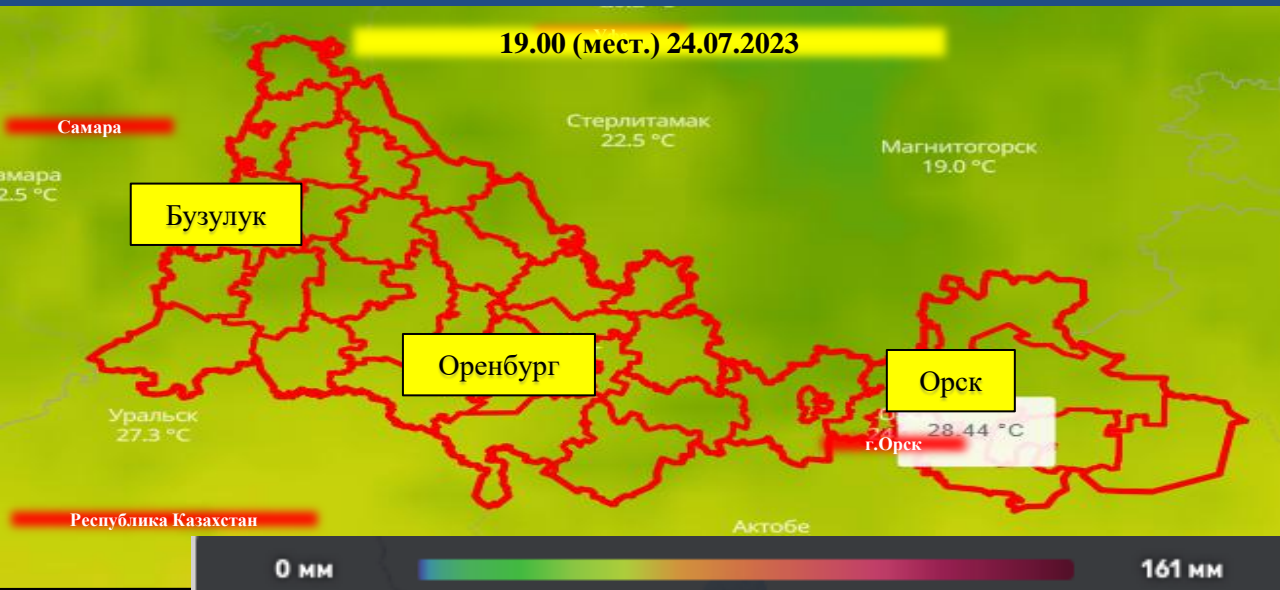 19.00 (мест.) 24.07.2023
Самара
Стерлитамак
22.5 °C
Магнитогорск
19.0 °C
Бузулук
Оренбург
Орск
28.44 °C
г.Орск
Уральск
27.3 °C
Республика Казахстан
Актобе
0 мм
161 мм